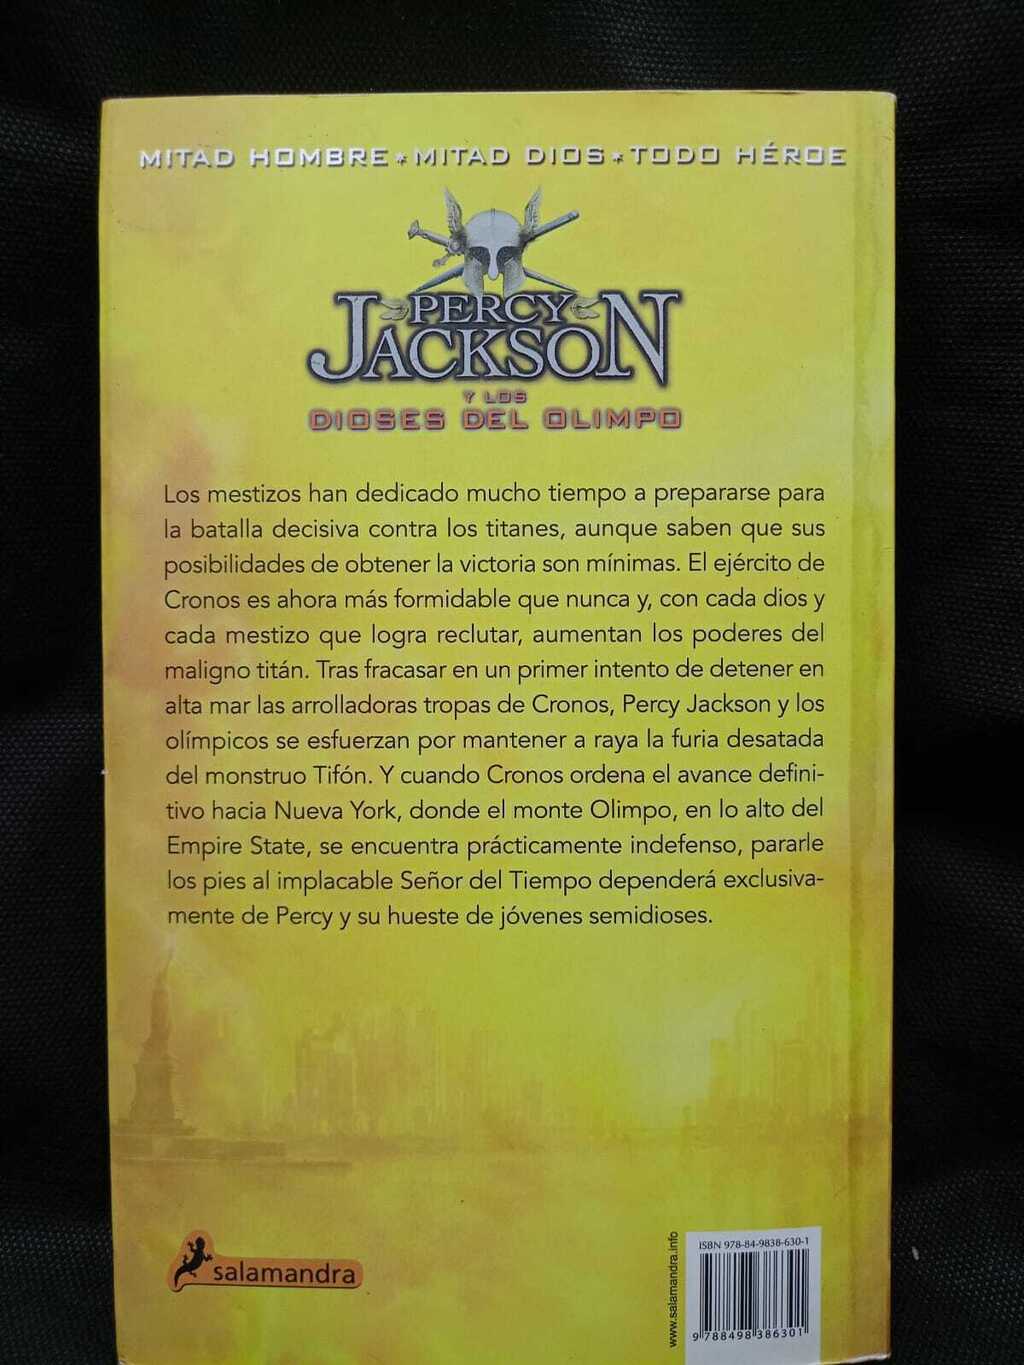 MITAD HOMBRE * MITAD DIOS * TODO HÉROE
PERCY
JACKSON
Y LOS
DIOSES DEL OLIMPO
Los mestizos han dedicado mucho tiempo a prepararse para
la batalla decisiva contra los titanes, aunque saben que sus
posibilidades de obtener la victoria son mínimas. El ejército de
Cronos es ahora más formidable que nunca y, con cada dios y
cada mestizo que logra reclutar, aumentan los poderes del
maligno titán. Tras fracasar en un primer intento de detener en
alta mar las arrolladoras tropas de Cronos, Percy Jackson y los
olímpicos se esfuerzan por mantener a raya la furia desatada
del monstruo Tifón. Y cuando Cronos ordena el avance defini-
tivo hacia Nueva York, donde el monte Olimpo, en lo alto del
Empire State, se encuentra prácticamente indefenso, pararle
los pies al implacable Señor del Tiempo dependerá exclusiva-
mente de Percy y su hueste de jóvenes semidioses.
salamandra
www.salamandra.info
ISBN 978-84-9838-630-1
9 788498 386301